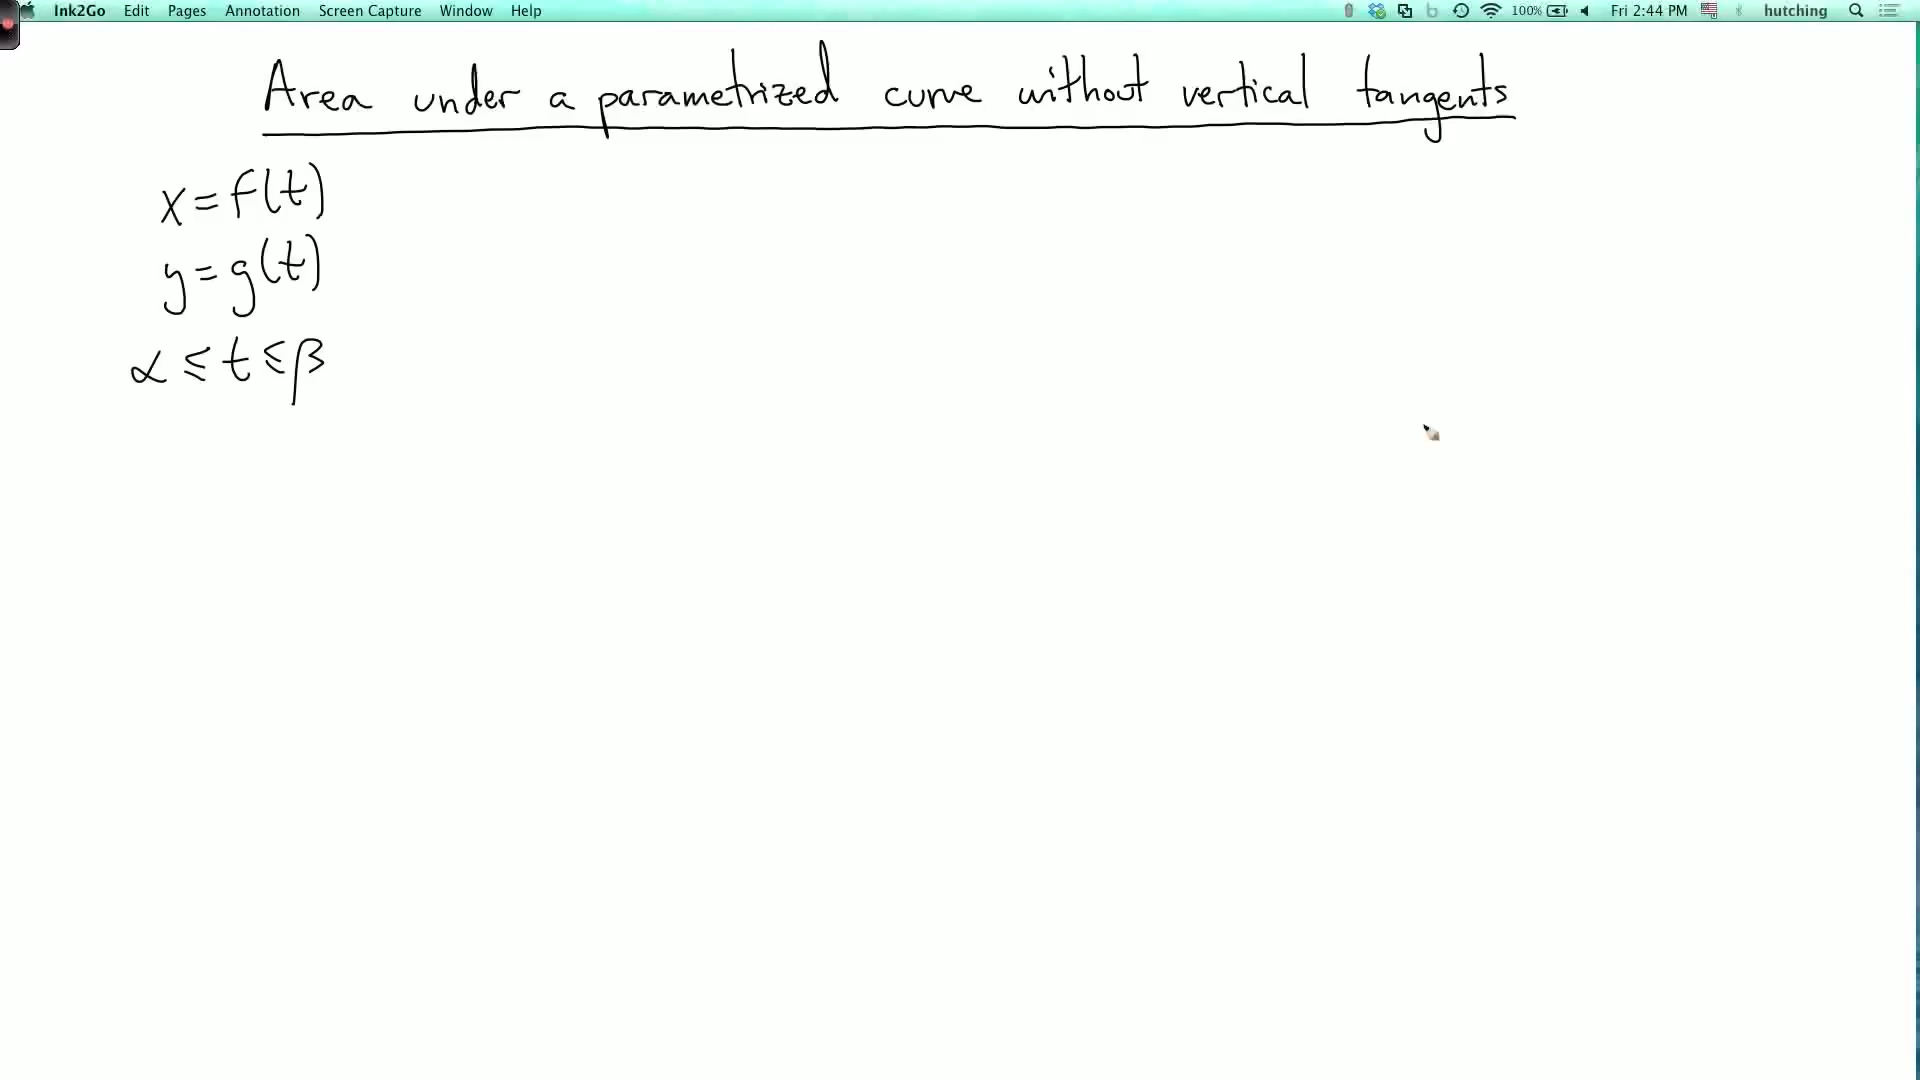 Ink2Go Edit Pages Annotation Screen Capture Window Help 100% Fri 2:44 PM hutching
Area under a parametrized curve without vertical tangents
x = f(t)
y = g(t)
α ≤ t ≤ β